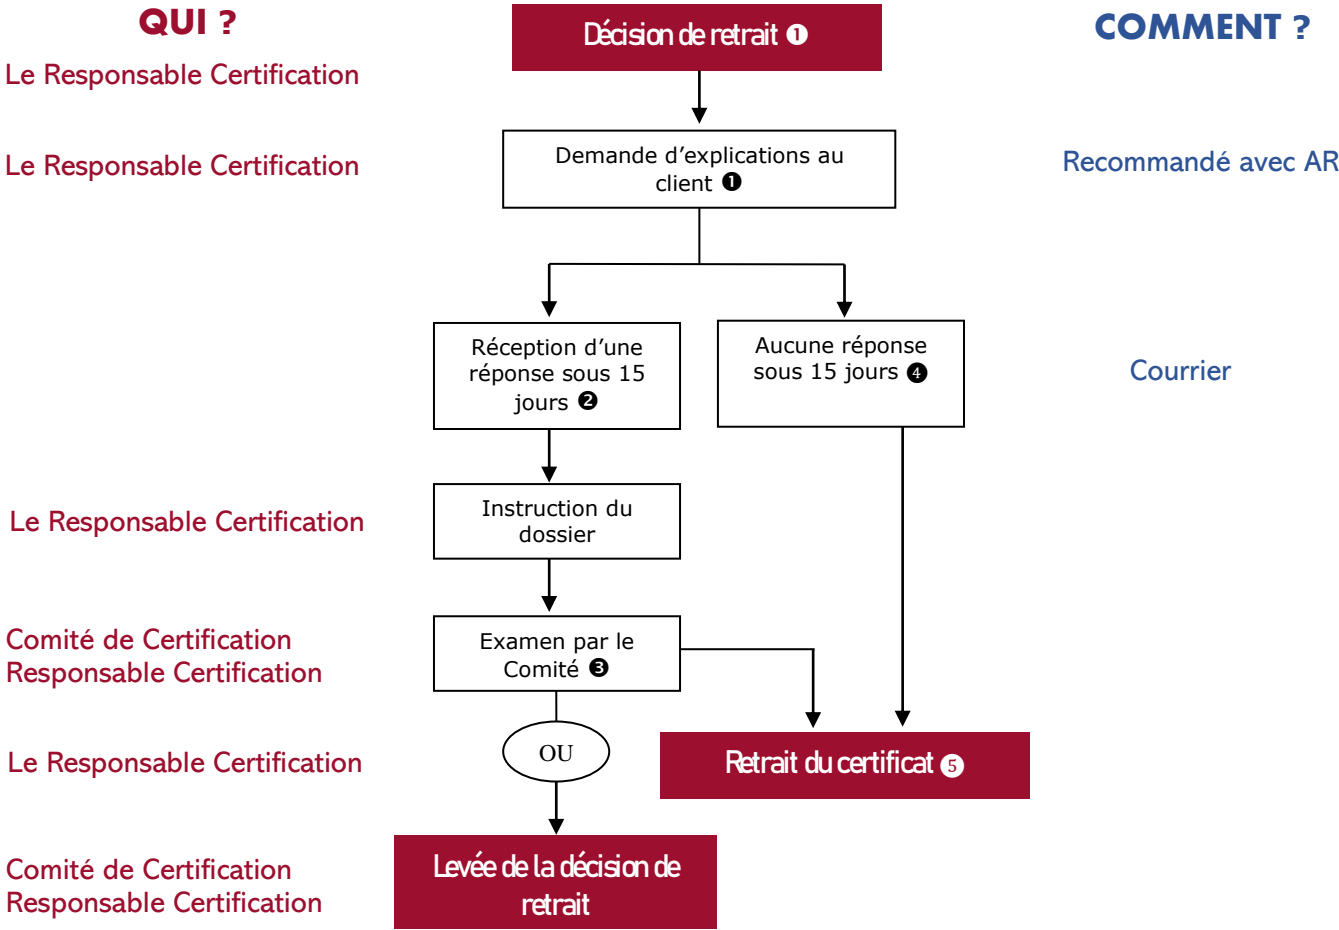 QUI ?
Décision de retrait ❶
COMMENT ?
Le Responsable Certification
Le Responsable Certification
Demande d’explications au
client ❶
Recommandé avec AR
Réception d’une
réponse sous 15
jours ❷
Aucune réponse
sous 15 jours ❹
Courrier
Le Responsable Certification
Instruction du
dossier
Comité de Certification
Responsable Certification
Examen par le
Comité ❸
Le Responsable Certification
OU
Retrait du certificat ❺
Comité de Certification
Responsable Certification
Levée de la décision de
retrait